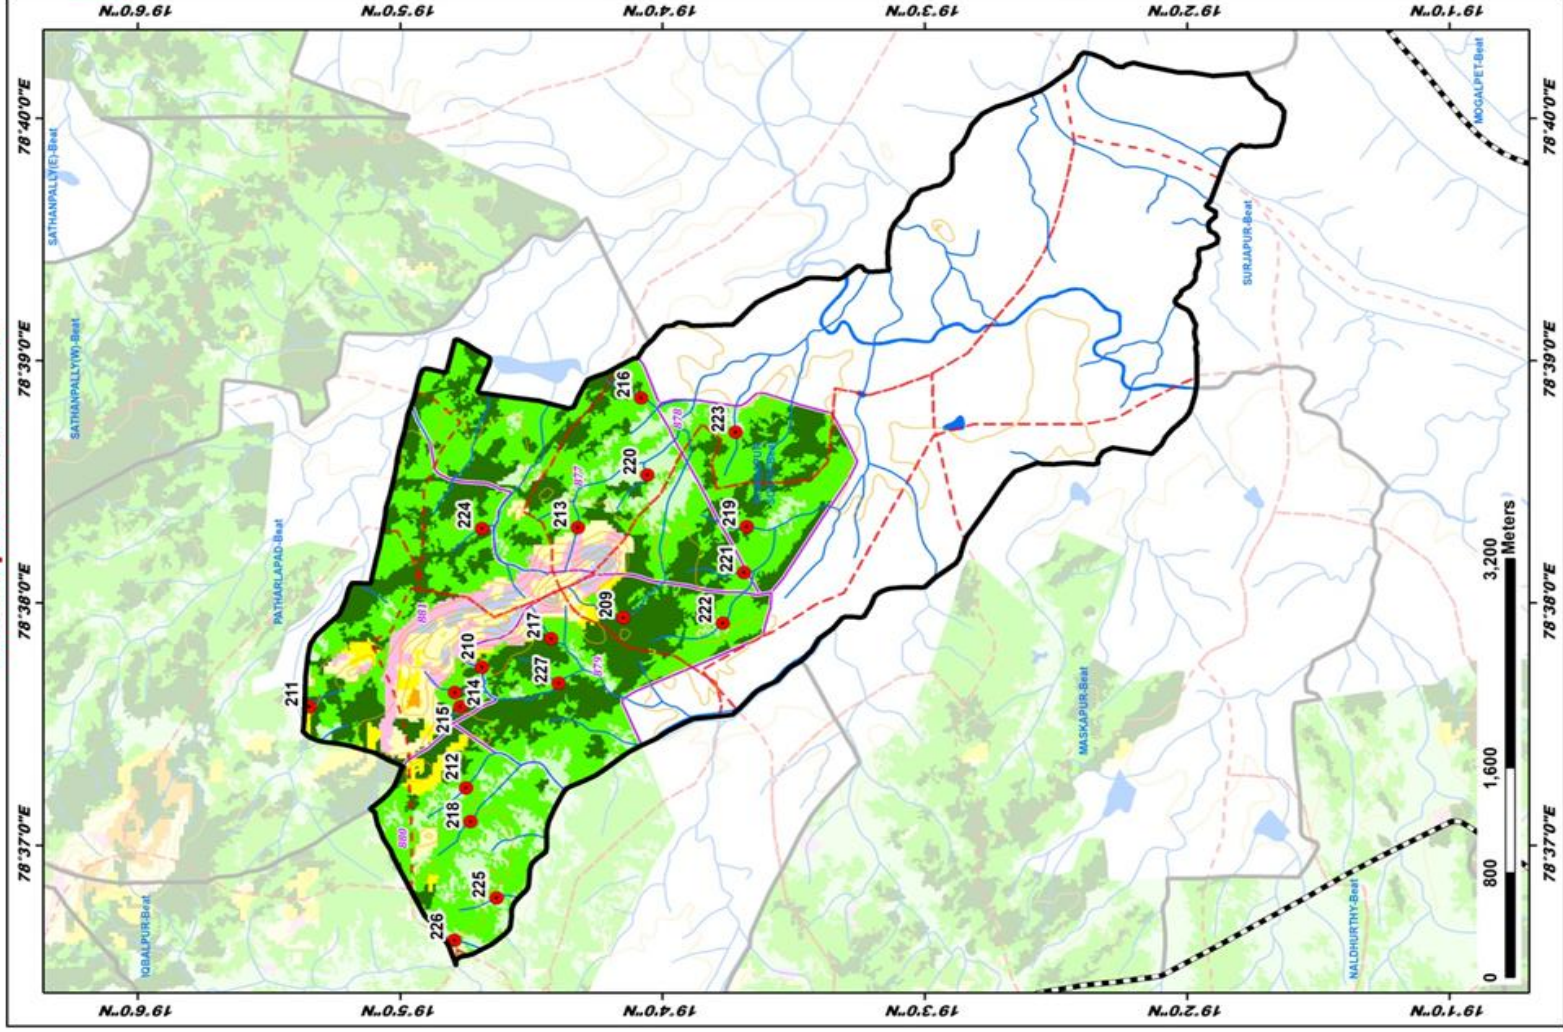 19°6'0"N
19°5'0"N
19°4'0"N
19°3'0"N
19°2'0"N
19°1'0"N
78°40'0"E
78°39'0"E
78°38'0"E
78°37'0"E
SATHANPALLY(E)-Beat
SATHANPALLY(W)-Beat
PATHARLAPAD-Beat
IQBALPUR-Beat
MOGALPET-Beat
SURJAPUR-Beat
MASKAPUR-Beat
NALDHURTHY-Beat
216
878
223
220
877
224
213
219
221
881
209
222
217
210
227
879
214
215
211
212
218
880
225
226
0
800
1,600
3,200
Meters
78°40'0"E
78°39'0"E
78°38'0"E
78°37'0"E
19°6'0"N
19°5'0"N
19°4'0"N
19°3'0"N
19°2'0"N
19°1'0"N